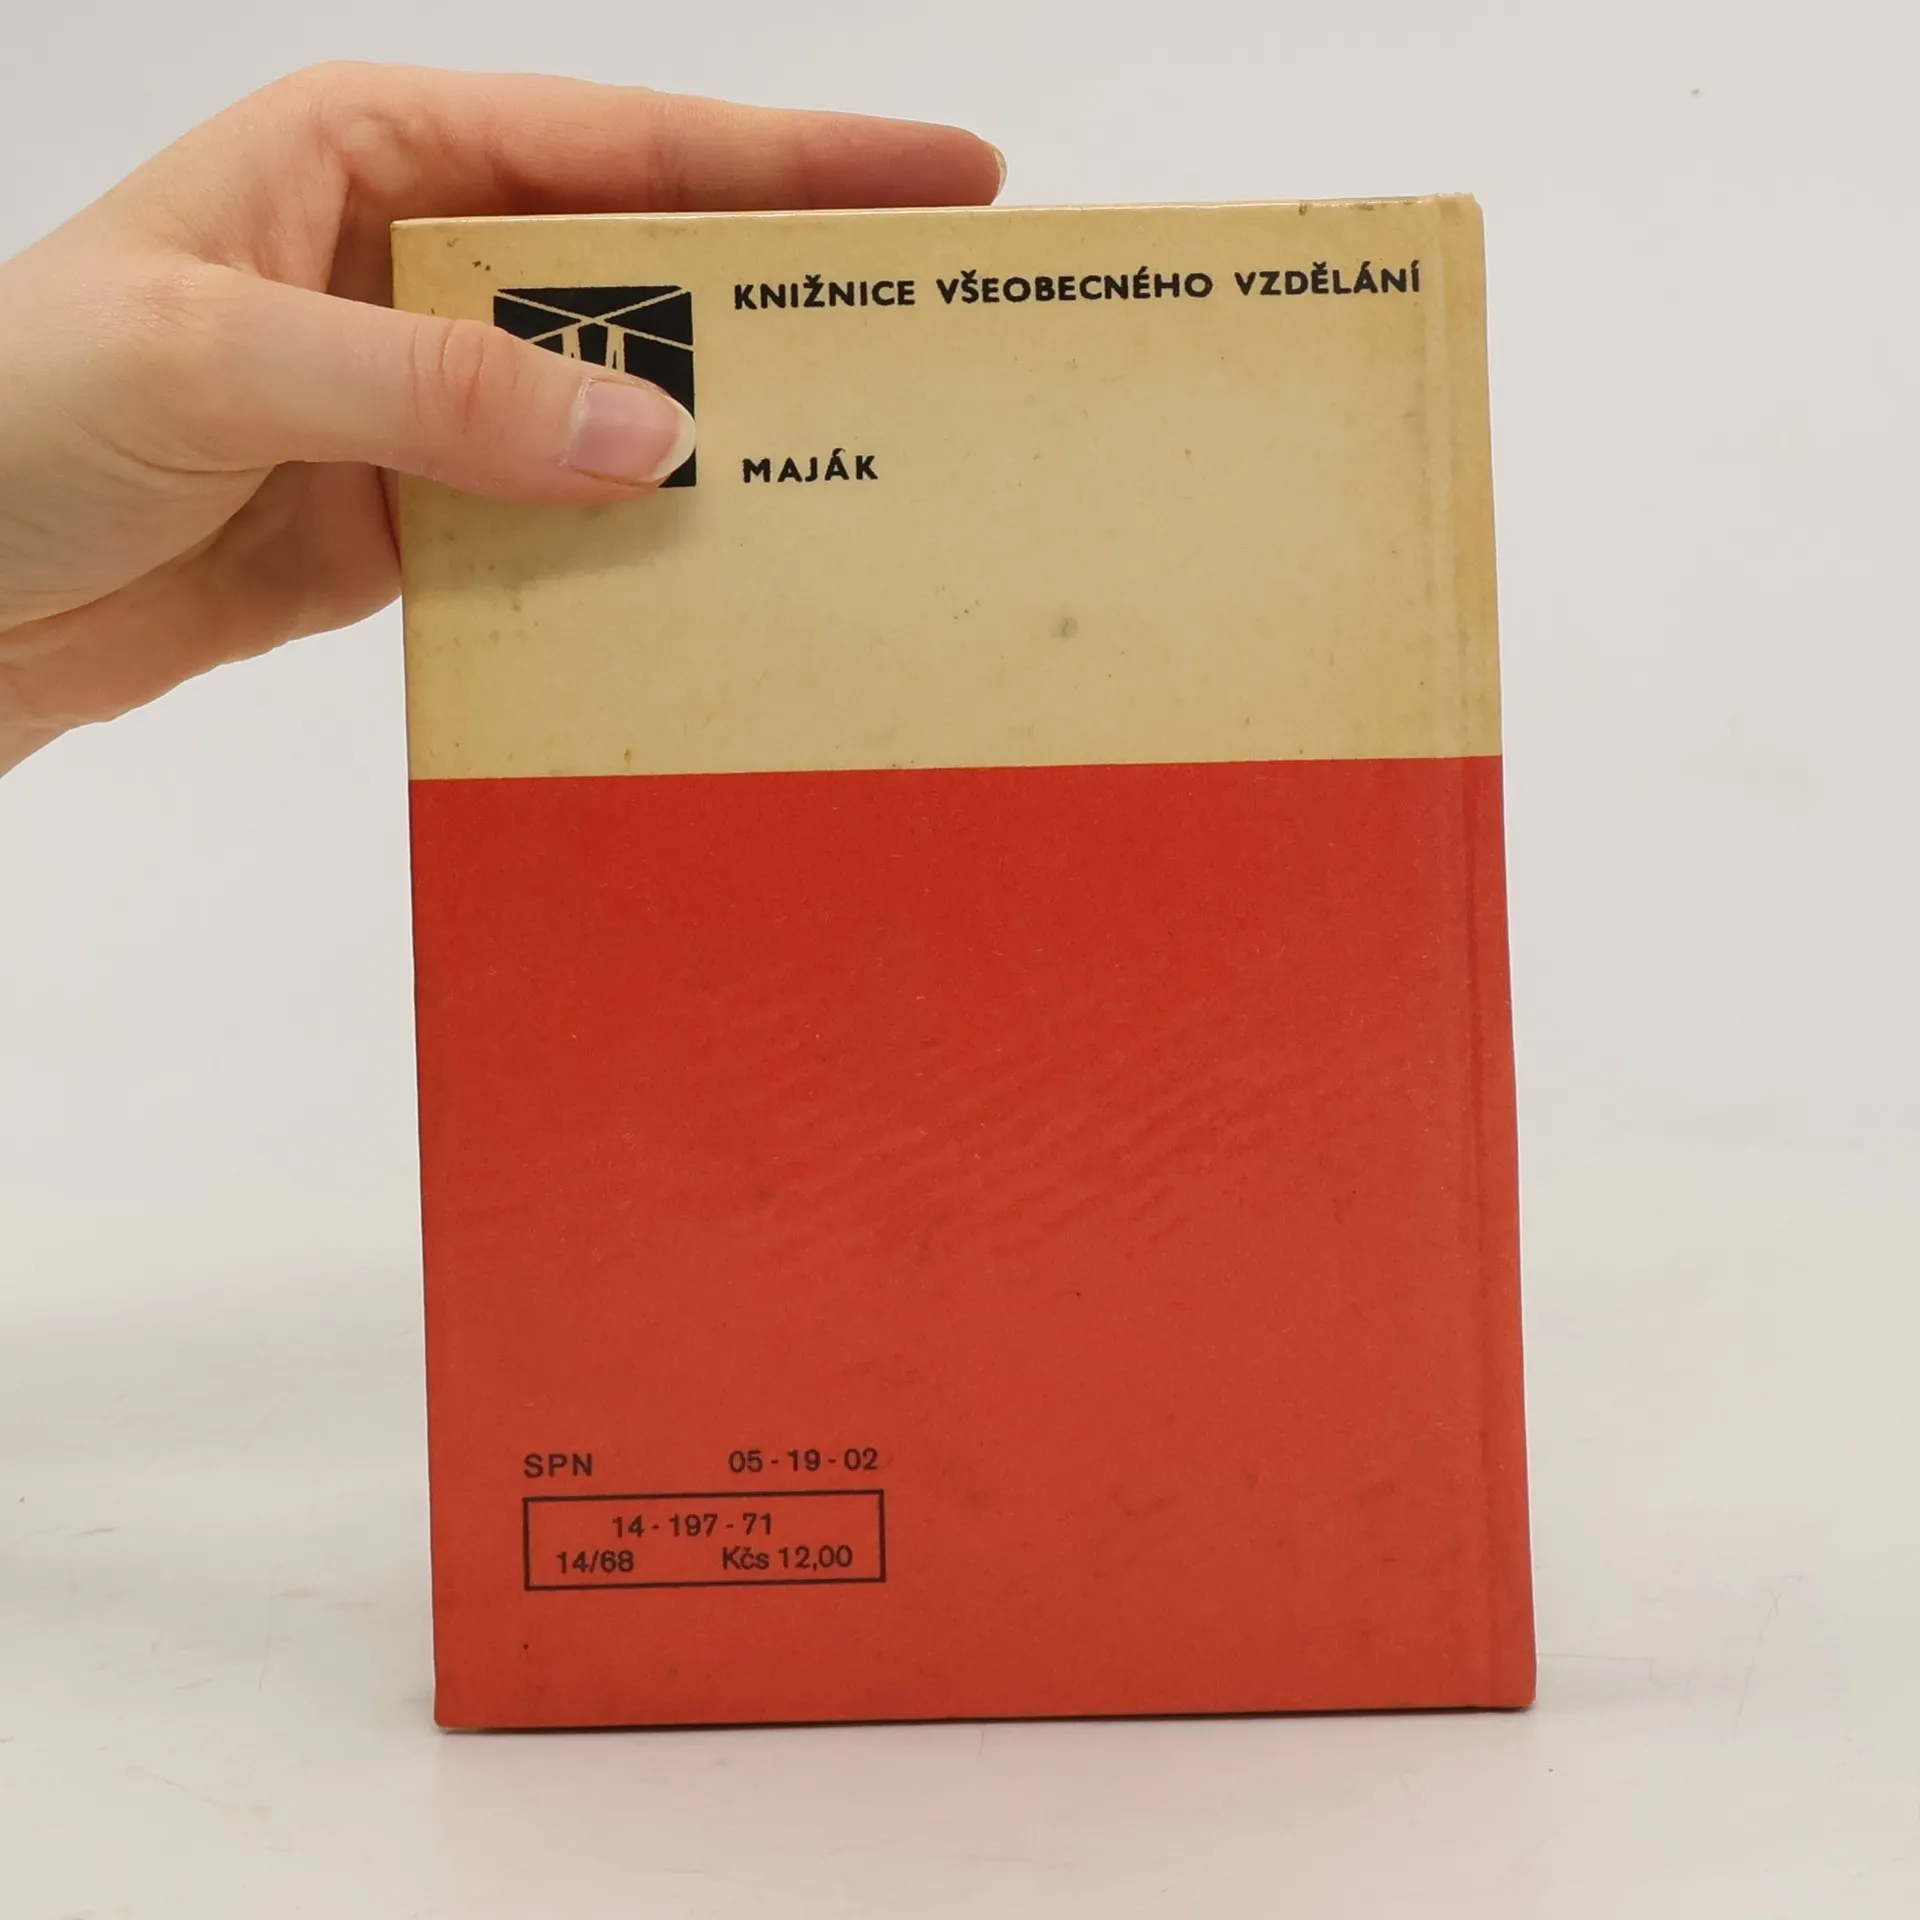 KNIŽNICE VŠEOBECNÉHO VZDĚLÁNÍ
MAJÁK
SPN 05-19-02
14-197-71
14/68 Kčs 12,00